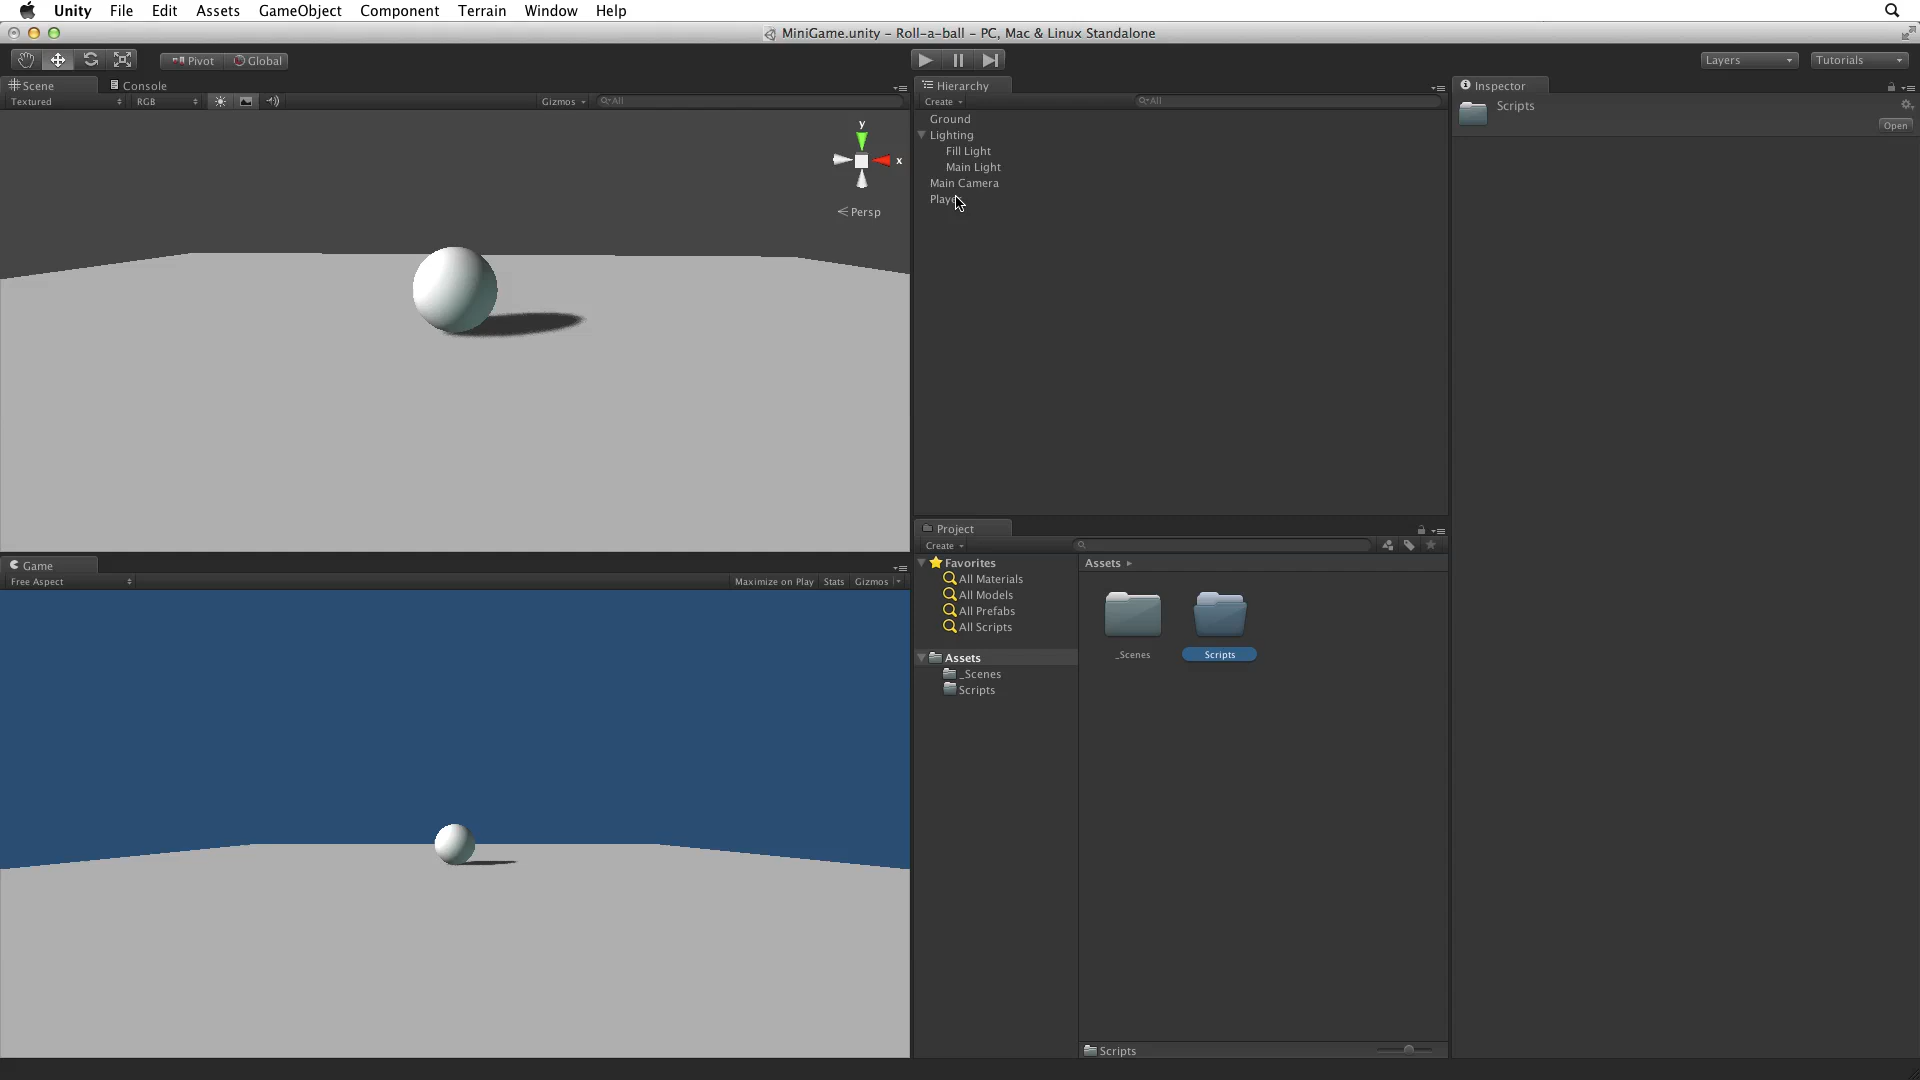 Unity File Edit Assets GameObject Component Terrain Window Help
MiniGame.unity – Roll-a-ball – PC, Mac & Linux Standalone
Pivot Global Layers Tutorials
Scene Console
Textured RGB Gizmos All
y
x
Persp
Hierarchy
Create All
Ground
Lighting
Fill Light
Main Light
Main Camera
Player
Inspector
Scripts
Open
Game
Free Aspect Maximize on Play Stats Gizmos
Project
Create
Favorites
All Materials
All Models
All Prefabs
All Scripts
Assets
_Scenes
Scripts
Assets
_Scenes Scripts
Scripts